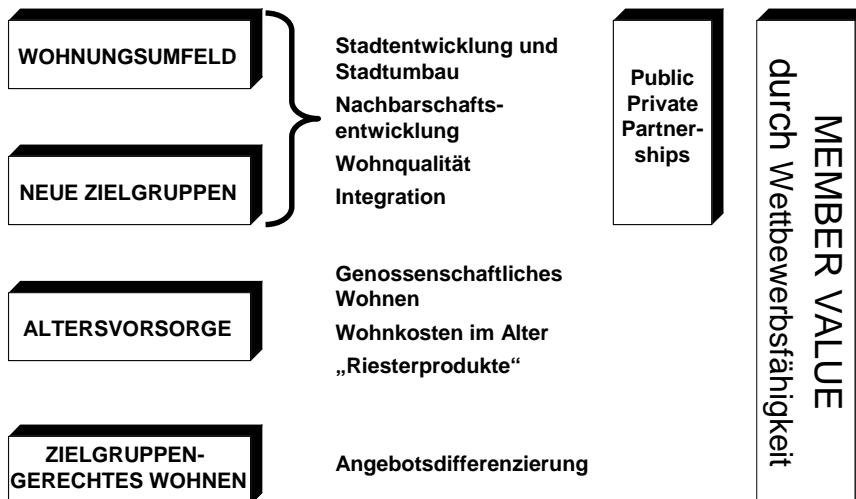 WOHNUNGSUMFELD
NEUE ZIELGRUPPEN
Stadtentwicklung und
Stadtumbau
Nachbarschafts-
entwicklung
Wohnqualität
Integration
Public
Private
Partner-
ships
ALTERSVORSORGE
Genossenschaftliches
Wohnen
Wohnkosten im Alter
„Riesterprodukte“
ZIELGRUPPEN-
GERECHTES WOHNEN
Angebotsdifferenzierung
MEMBER VALUE
durch Wettbewerbsfähigkeit